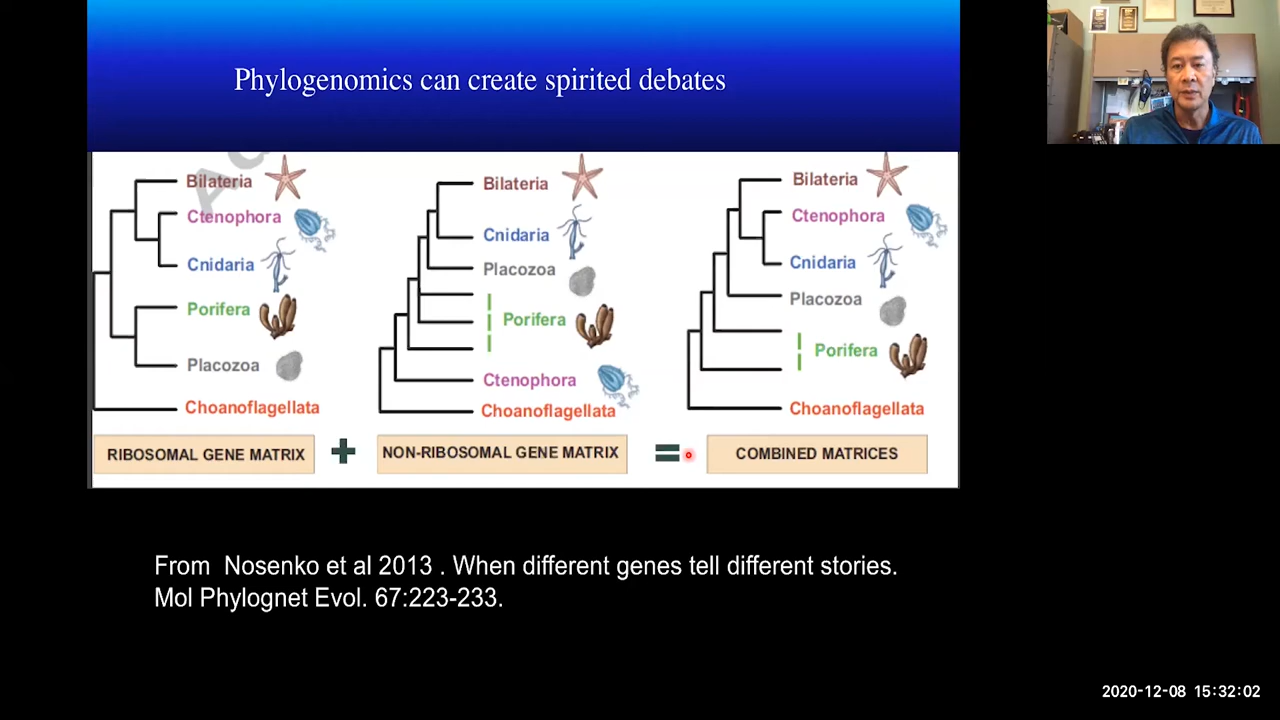 Phylogenomics can create spirited debates
Bilateria
Ctenophora
Cnidaria
Porifera
Placozoa
Choanoflagellata
RIBOSOMAL GENE MATRIX
+
Bilateria
Cnidaria
Placozoa
Porifera
Ctenophora
Choanoflagellata
NON-RIBOSOMAL GENE MATRIX
=
Bilateria
Ctenophora
Cnidaria
Placozoa
Porifera
Choanoflagellata
COMBINED MATRICES
From Nosenko et al 2013 . When different genes tell different stories.
Mol Phylognet Evol. 67:223-233.
2020-12-08 15:32:02